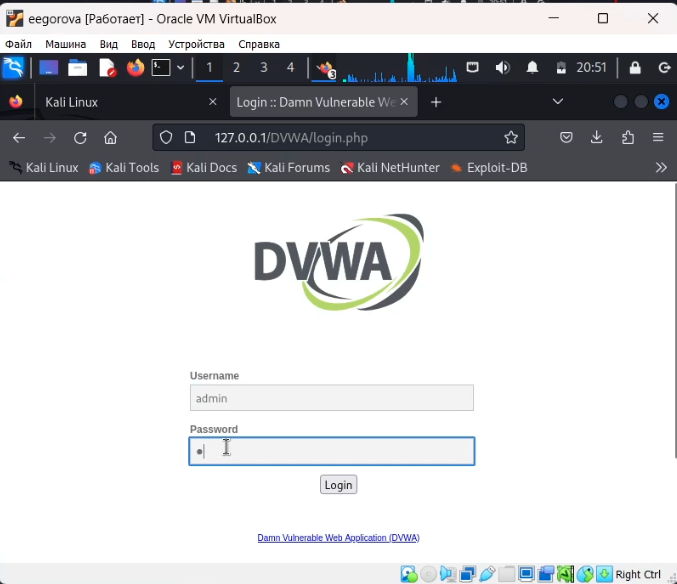 eegorova [Работает] - Oracle VM VirtualBox
Файл Машина Вид Ввод Устройства Справка
1 2 3 4 3 20:51
Kali Linux Login :: Damn Vulnerable We
127.0.0.1/DVWA/login.php
Kali Linux Kali Tools Kali Docs Kali Forums Kali NetHunter Exploit-DB
DVWA
Username
admin
Password
Login
Damn Vulnerable Web Application (DVWA)
Right Ctrl